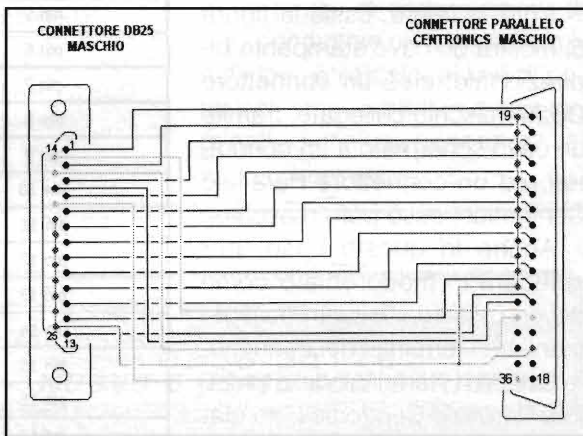 CONNETTORE DB25
MASCHIO
CONNETTORE PARALLELO
CENTRONICS MASCHIO
14 1
25 13
19 1
36 18